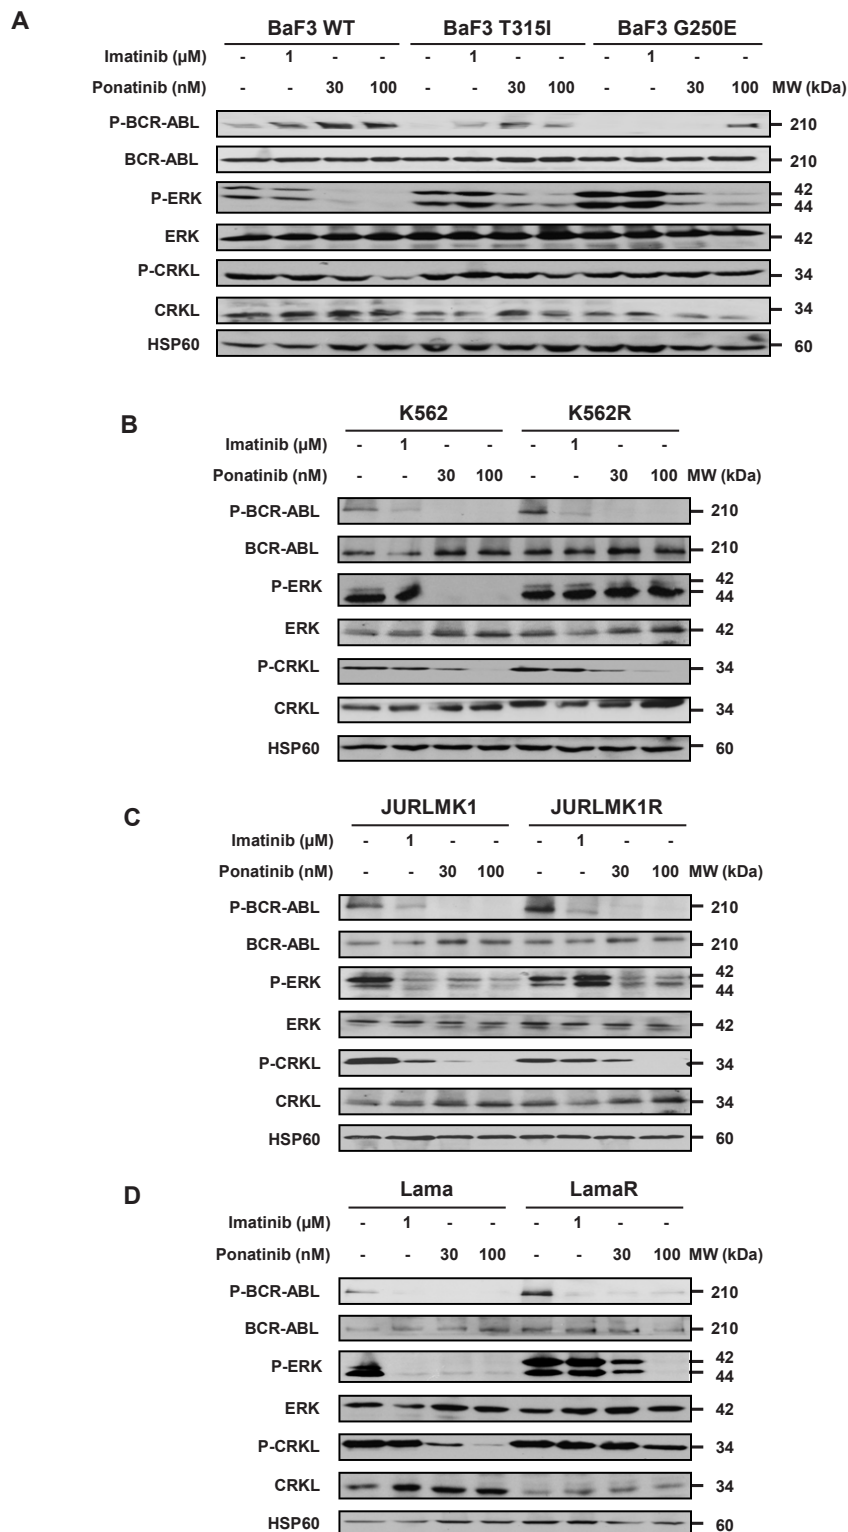 A
BaF3 WT BaF3 T315I BaF3 G250E
Imatinib (µM) - 1 - - - 1 - - - 1 - -
Ponatinib (nM) - - 30 100 - - 30 100 - - 30 100 MW (kDa)
P-BCR-ABL 210
BCR-ABL 210
P-ERK 42
44
ERK 42
P-CRKL 34
CRKL 34
HSP60 60
B
K562 K562R
Imatinib (µM) - 1 - - - 1 - -
Ponatinib (nM) - - 30 100 - - 30 100 MW (kDa)
P-BCR-ABL 210
BCR-ABL 210
P-ERK 42
44
ERK 42
P-CRKL 34
CRKL 34
HSP60 60
C
JURLMK1 JURLMK1R
Imatinib (µM) - 1 - - - 1 - -
Ponatinib (nM) - - 30 100 - - 30 100 MW (kDa)
P-BCR-ABL 210
BCR-ABL 210
P-ERK 42
44
ERK 42
P-CRKL 34
CRKL 34
HSP60 60
D
Lama LamaR
Imatinib (µM) - 1 - - - 1 - -
Ponatinib (nM) - - 30 100 - - 30 100 MW (kDa)
P-BCR-ABL 210
BCR-ABL 210
P-ERK 42
44
ERK 42
P-CRKL 34
CRKL 34
HSP60 60